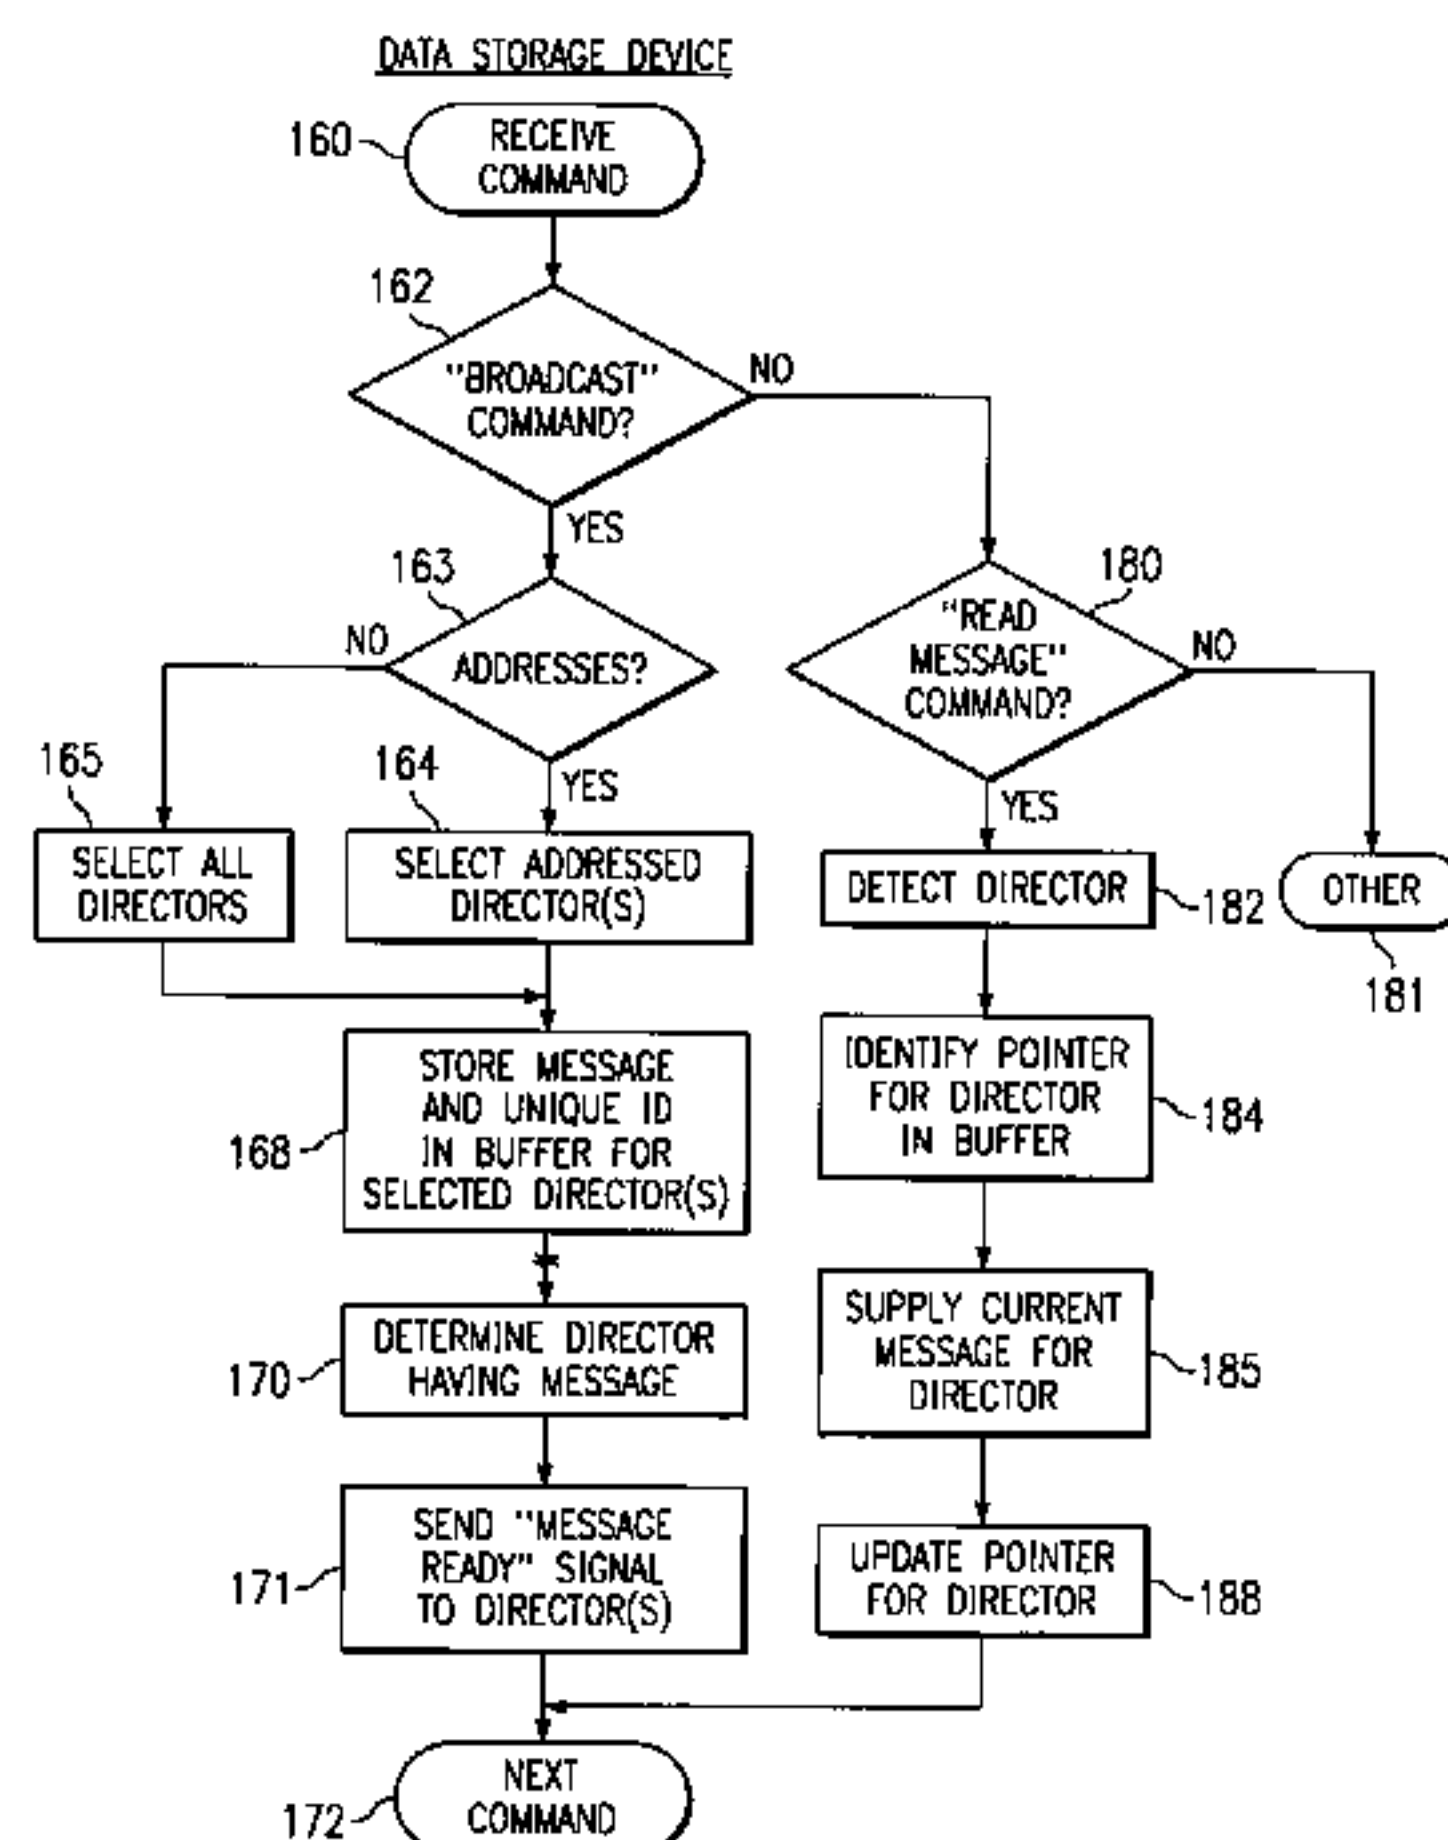 DATA STORAGE DEVICE
160
RECEIVE
COMMAND
162
"BROADCAST"
COMMAND?
NO
YES
163
NO
ADDRESSES?
YES
180
"READ
MESSAGE"
COMMAND?
NO
YES
165
SELECT ALL
DIRECTORS
164
SELECT ADDRESSED
DIRECTOR(S)
DETECT DIRECTOR
182
OTHER
181
168
STORE MESSAGE
AND UNIQUE ID
IN BUFFER FOR
SELECTED DIRECTOR(S)
IDENTIFY POINTER
FOR DIRECTOR
IN BUFFER
184
170
DETERMINE DIRECTOR
HAVING MESSAGE
SUPPLY CURRENT
MESSAGE FOR
DIRECTOR
185
171
SEND "MESSAGE
READY" SIGNAL
TO DIRECTOR(S)
UPDATE POINTER
FOR DIRECTOR
188
172
NEXT
COMMAND